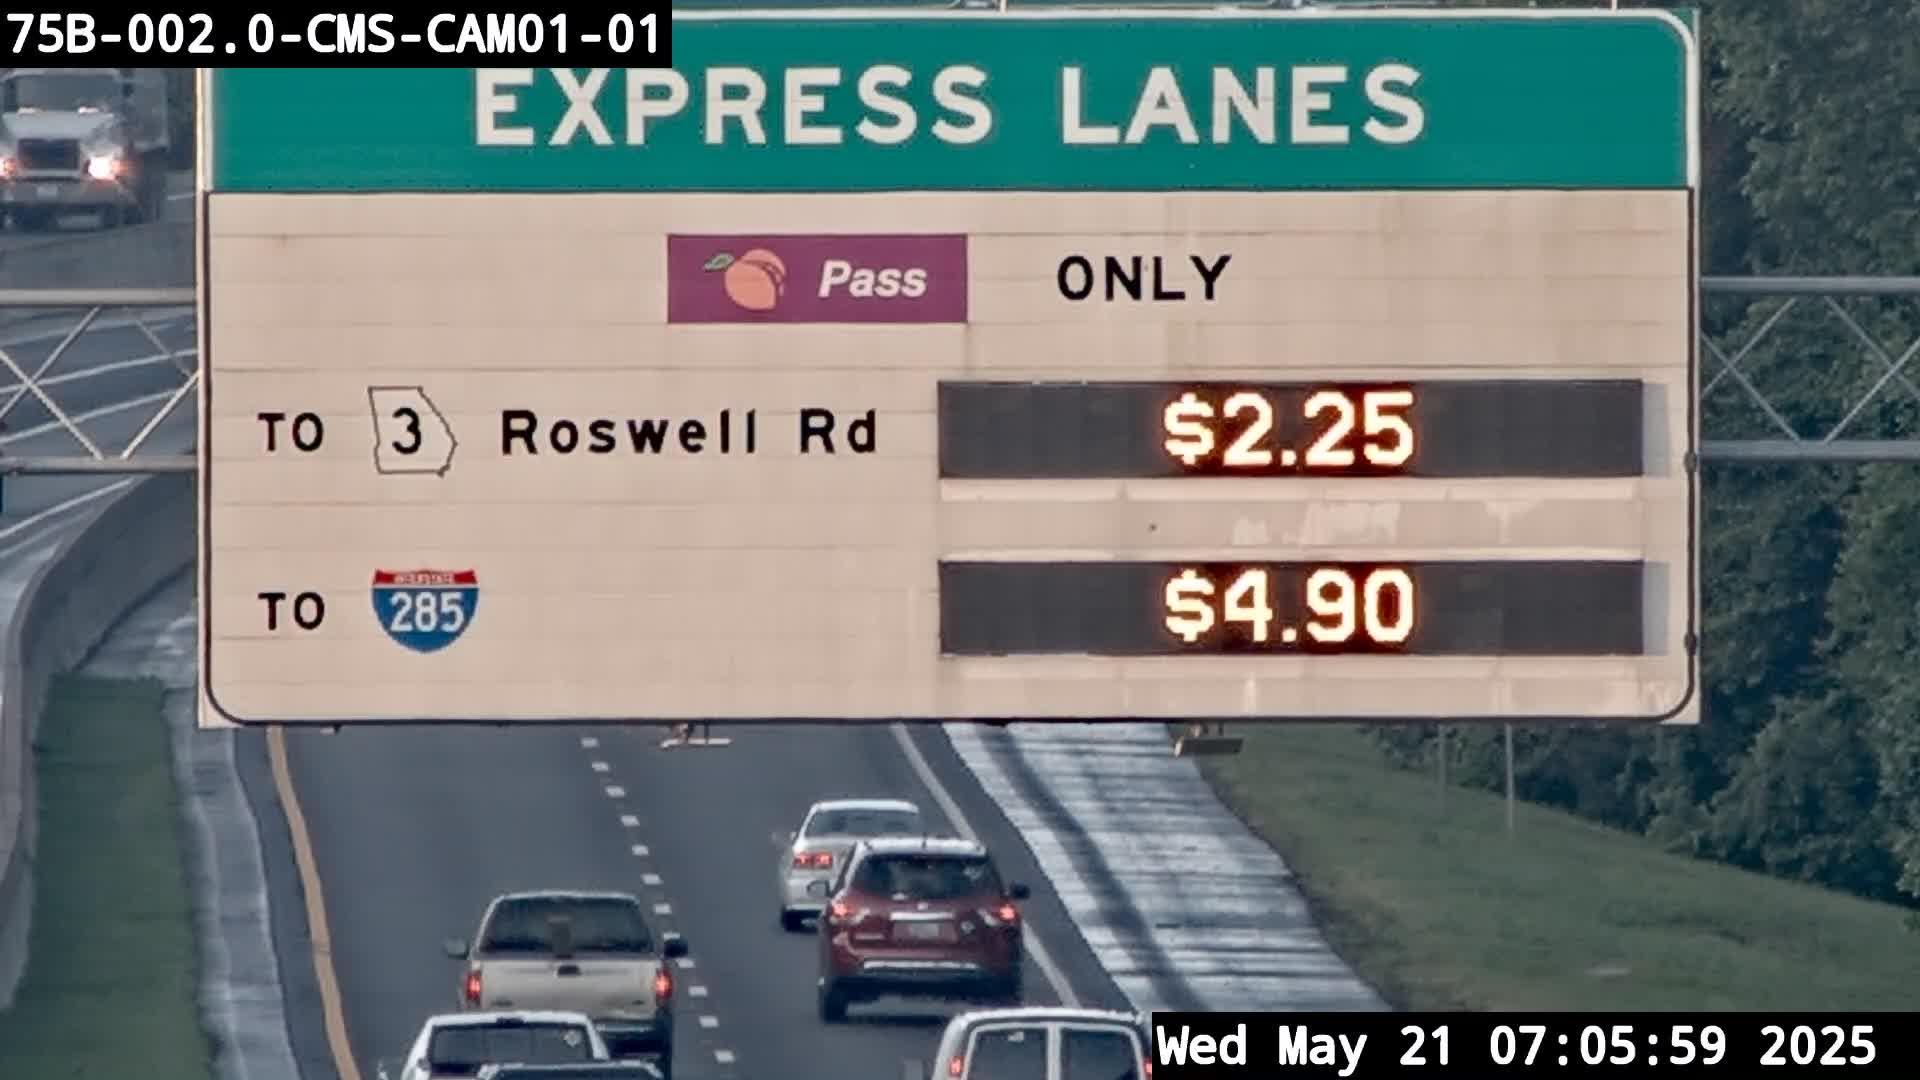 75B-002.0-CMS-CAM01-01
EXPRESS LANES
Pass ONLY
TO 3 Roswell Rd $2.25
TO INTERSTATE 285 $4.90
Wed May 21 07:05:59 2025